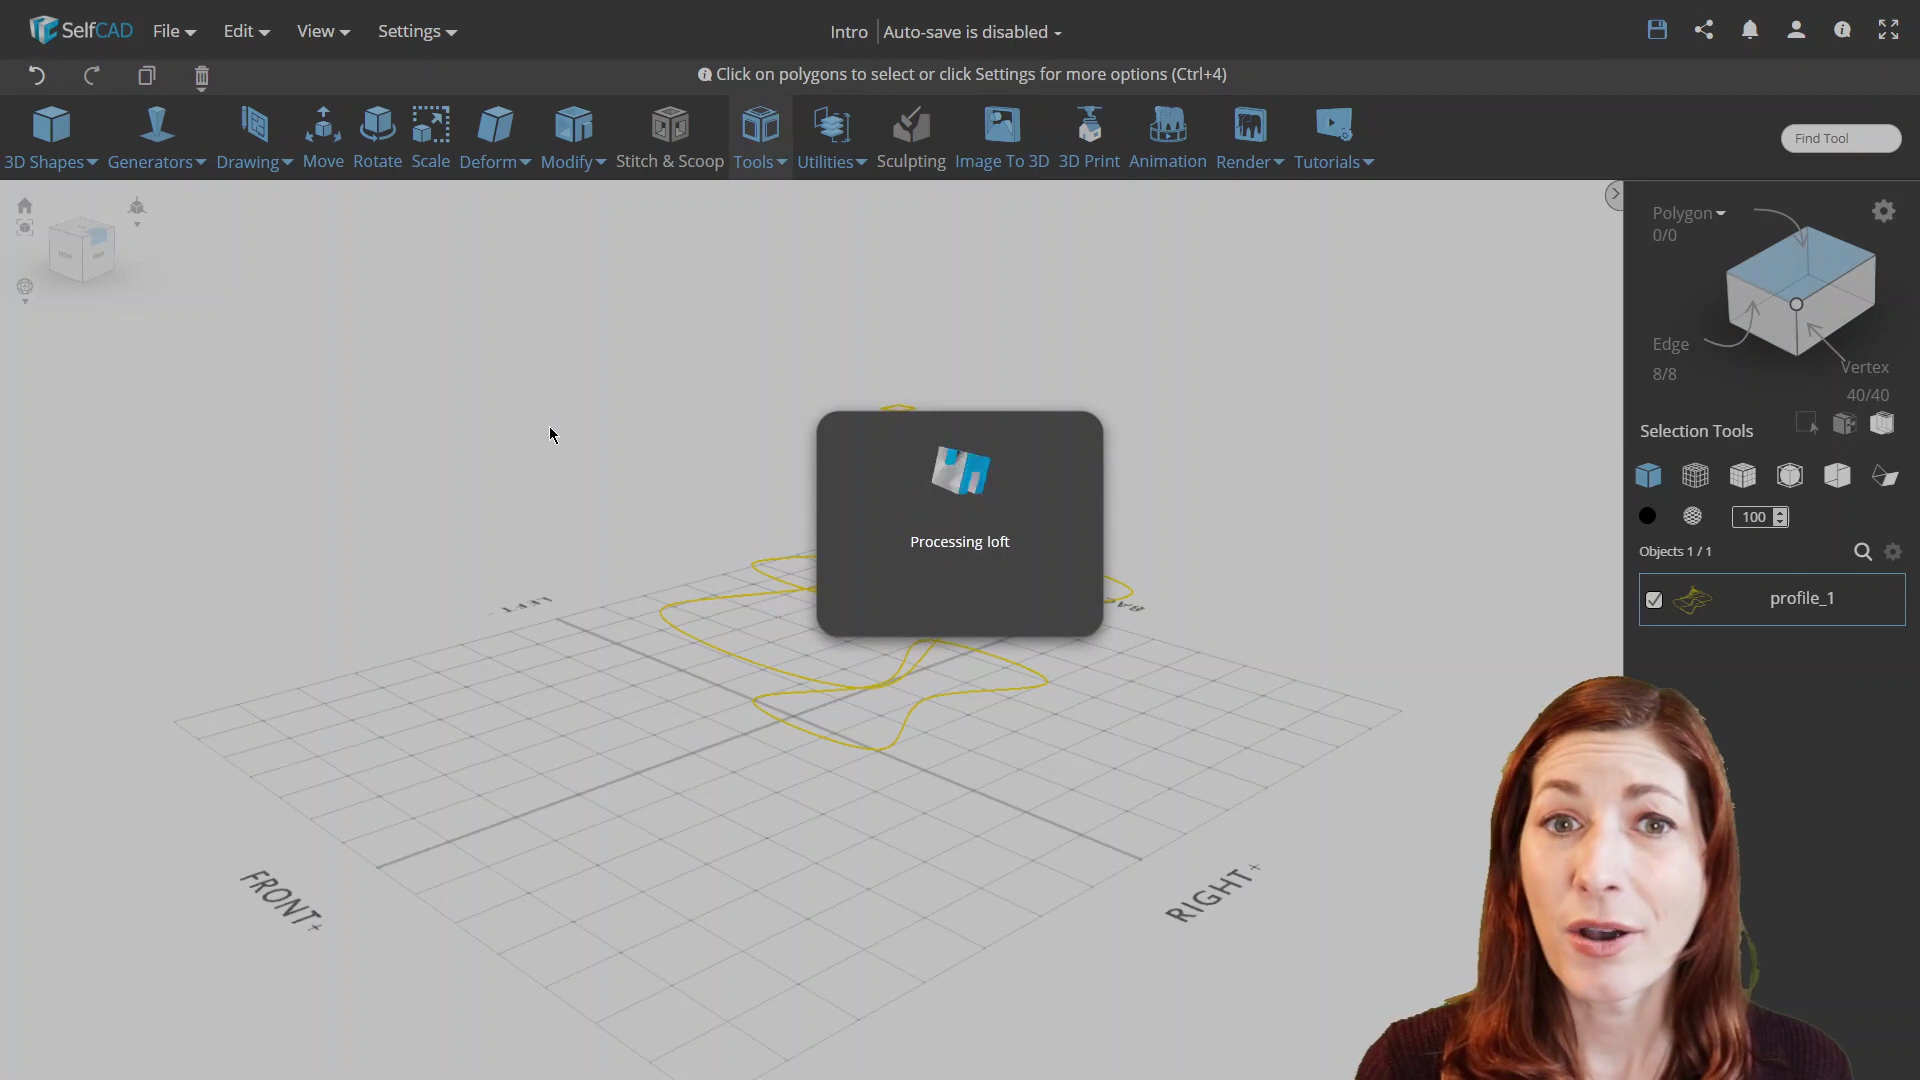 SelfCAD
File
Edit
View
Settings
Intro
Auto-save is disabled
Click on polygons to select or click Settings for more options (Ctrl+4)
3D Shapes
Generators
Drawing
Move
Rotate
Scale
Deform
Modify
Stitch & Scoop
Tools
Utilities
Sculpting
Image To 3D
3D Print
Animation
Render
Tutorials
Find Tool
Polygon
0/0
Edge
8/8
Vertex
40/40
Selection Tools
100
Objects 1 / 1
profile_1
Processing loft
LEFT -
FRONT+
RIGHT+